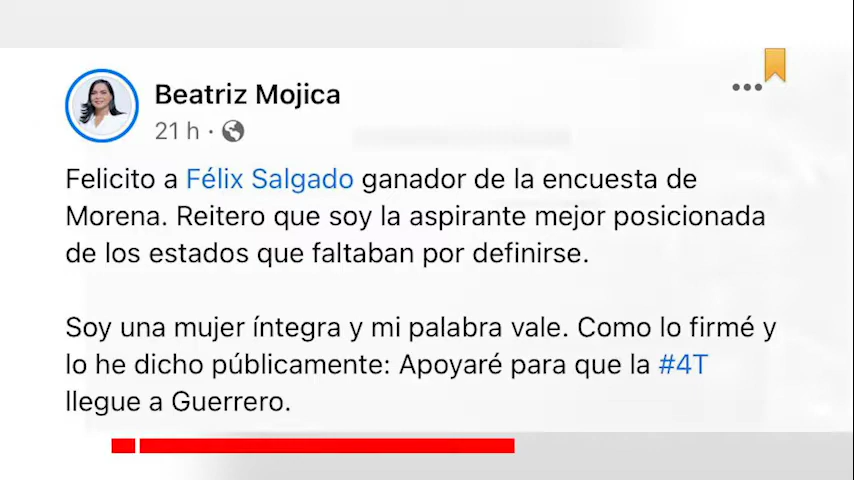 Beatriz Mojica
21 h ·
Felicito a Félix Salgado ganador de la encuesta de
Morena. Reitero que soy la aspirante mejor posicionada
de los estados que faltaban por definirse.
Soy una mujer íntegra y mi palabra vale. Como lo firmé y
lo he dicho públicamente: Apoyaré para que la #4T
llegue a Guerrero.